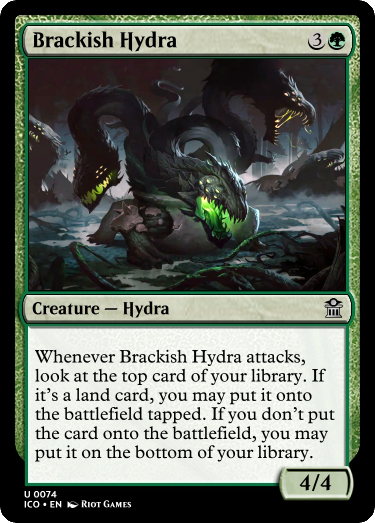 Brackish Hydra 3
Creature — Hydra
Whenever Brackish Hydra attacks,
look at the top card of your library. If
it's a land card, you may put it onto
the battlefield tapped. If you don't put
the card onto the battlefield, you may
put it on the bottom of your library.
4/4
U 0074
ICO • EN Riot Games